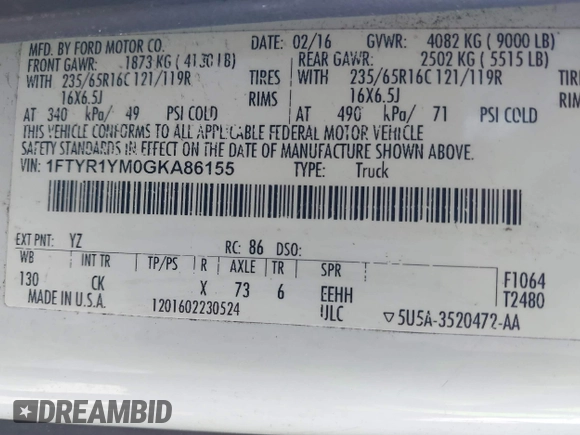 MFD. BY FORD MOTOR CO. DATE: 02/16 GVWR: 4082 KG ( 9000 LB)
FRONT GAWR: 1873 KG ( 4130 LB) REAR GAWR: 2502 KG ( 5515 LB)
WITH 235/65R16C 121/119R TIRES WITH 235/65R16C 121/119R
16X6.5J RIMS 16X6.5J
AT 340 kPa/ 49 PSI COLD AT 490 kPa/ 71 PSI COLD
THIS VEHICLE CONFORMS TO ALL APPLICABLE FEDERAL MOTOR VEHICLE
SAFETY STANDARDS IN EFFECT ON THE DATE OF MANUFACTURE SHOWN ABOVE.
VIN: 1FTYR1YM0GKA86155 TYPE: Truck
EXT PNT: YZ RC: 86 DSO:
WB INT TR TP/PS R AXLE TR SPR
130 CK X 73 6 EEHH F1064
MADE IN U.S.A. 1201602230524 IJLC T2480
▽5U5A-3520472-AA
DREAMBID